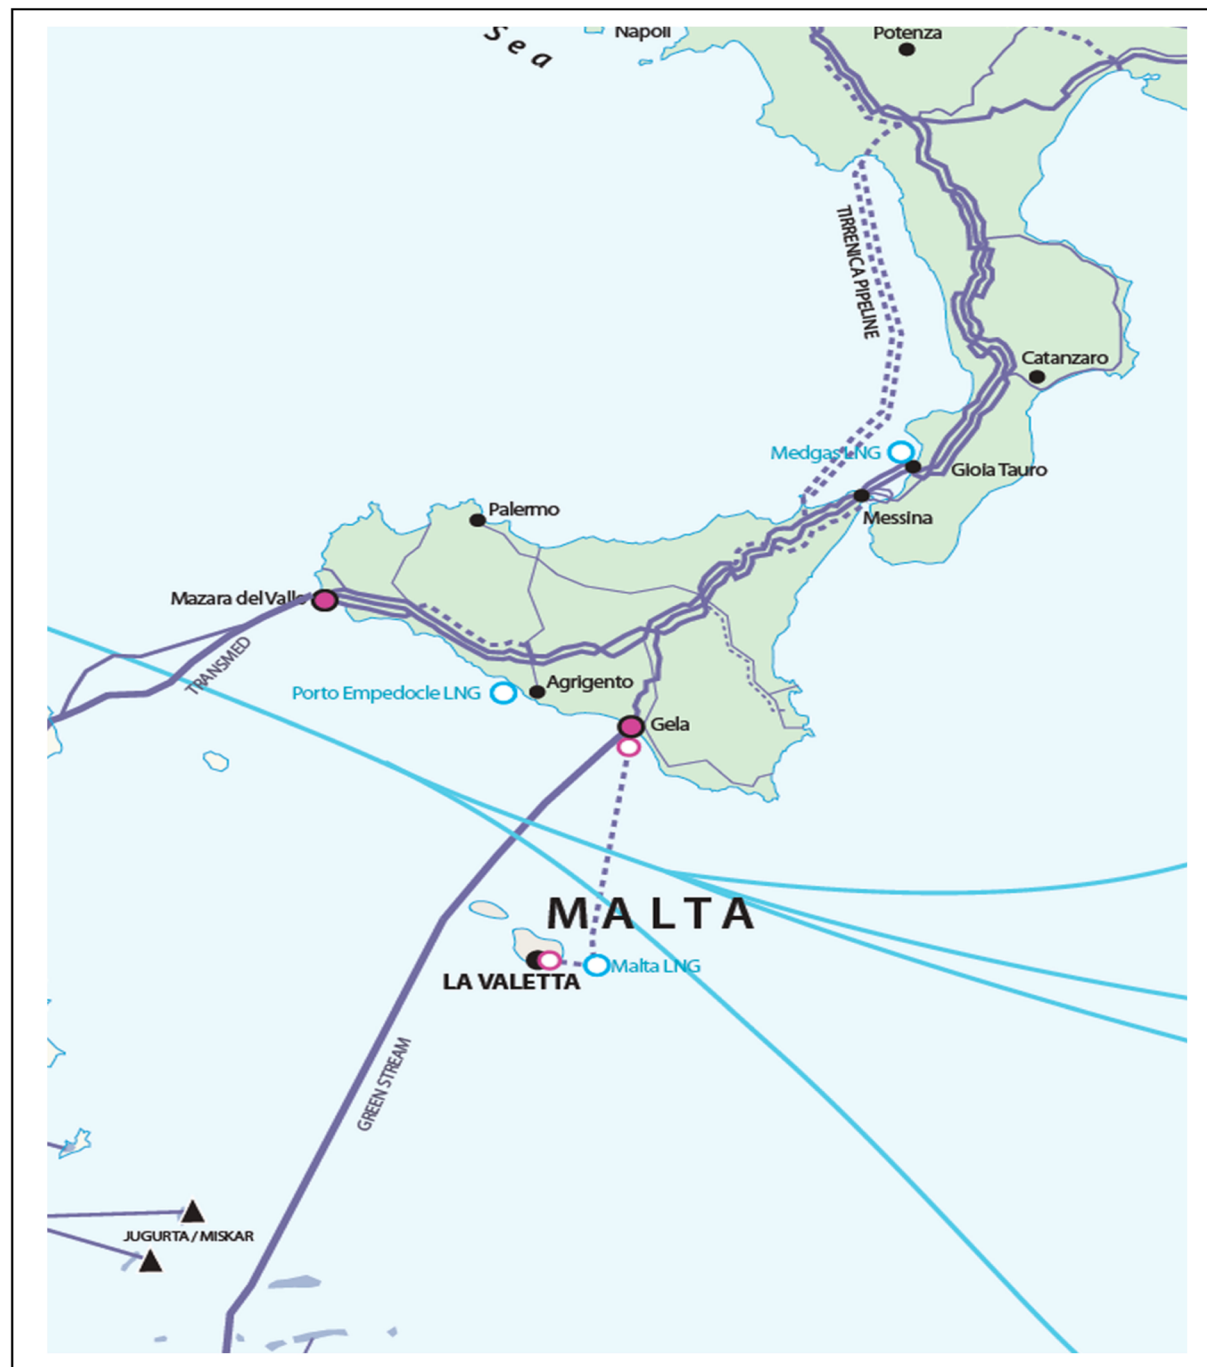 Sea
Napoli
Potenza
TIRRENICA PIPELINE
Catanzaro
Medgas LNG
Gioia Tauro
Messina
Palermo
Mazara del Vallo
TRANSMED
Agrigento
Porto Empedocle LNG
Gela
MALTA
Malta LNG
LA VALETTA
GREEN STREAM
JUGURTA / MISKAR